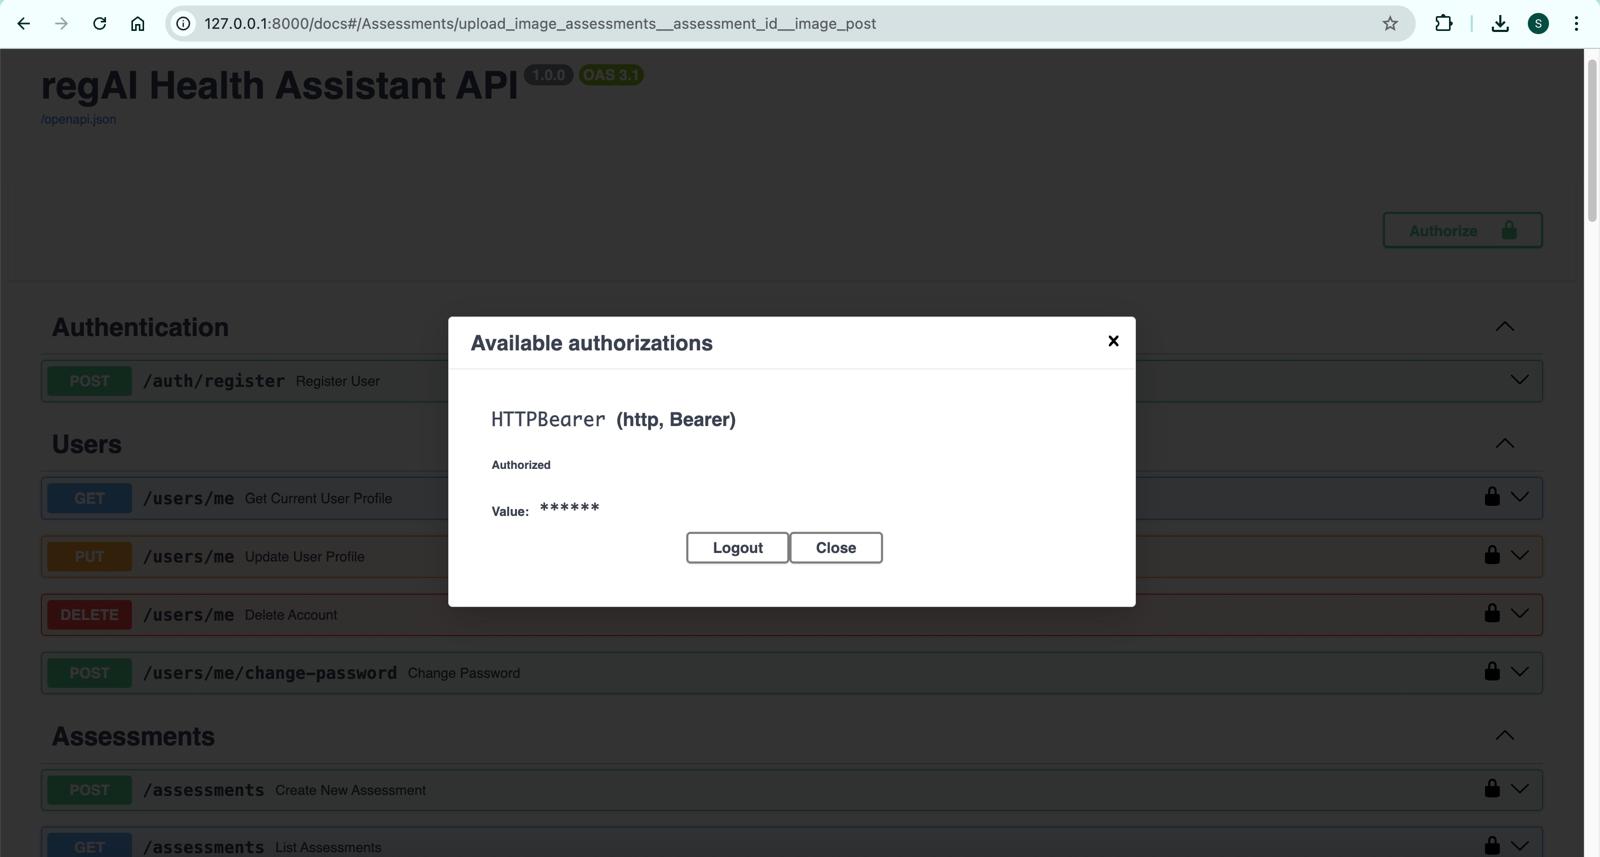 127.0.0.1:8000/docs#/Assessments/upload_image_assessments__assessment_id__image_post
S
regAI Health Assistant API 1.0.0 OAS 3.1
/openapi.json
Authorize
Available authorizations
HTTPBearer (http, Bearer)
Authorized
Value: ******
Logout Close
Authentication
POST /auth/register Register User
Users
GET /users/me Get Current User Profile
PUT /users/me Update User Profile
DELETE /users/me Delete Account
POST /users/me/change-password Change Password
Assessments
POST /assessments Create New Assessment
GET /assessments List Assessments